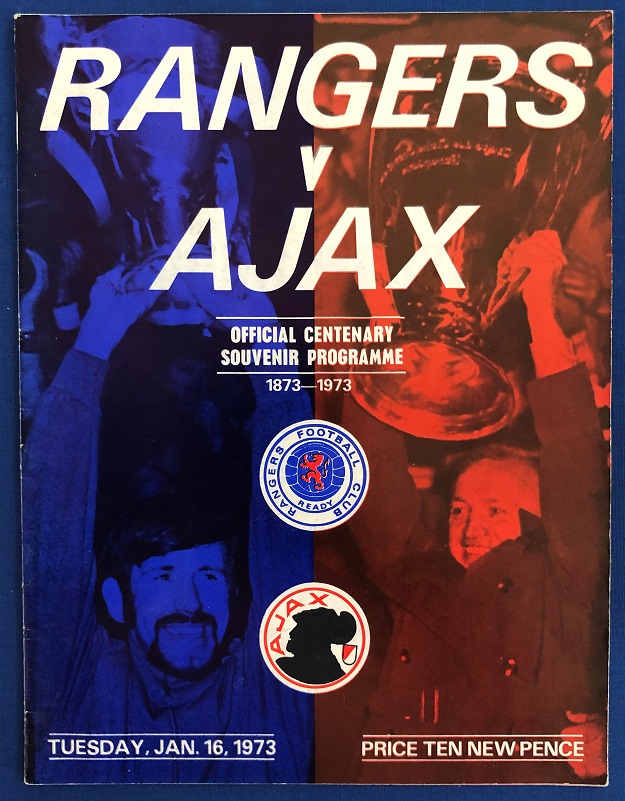 RANGERS
v
AJAX
OFFICIAL CENTENARY
SOUVENIR PROGRAMME
1873—1973
RANGERS FOOTBALL CLUB
READY
AJAX
TUESDAY, JAN. 16, 1973
PRICE TEN NEW PENCE